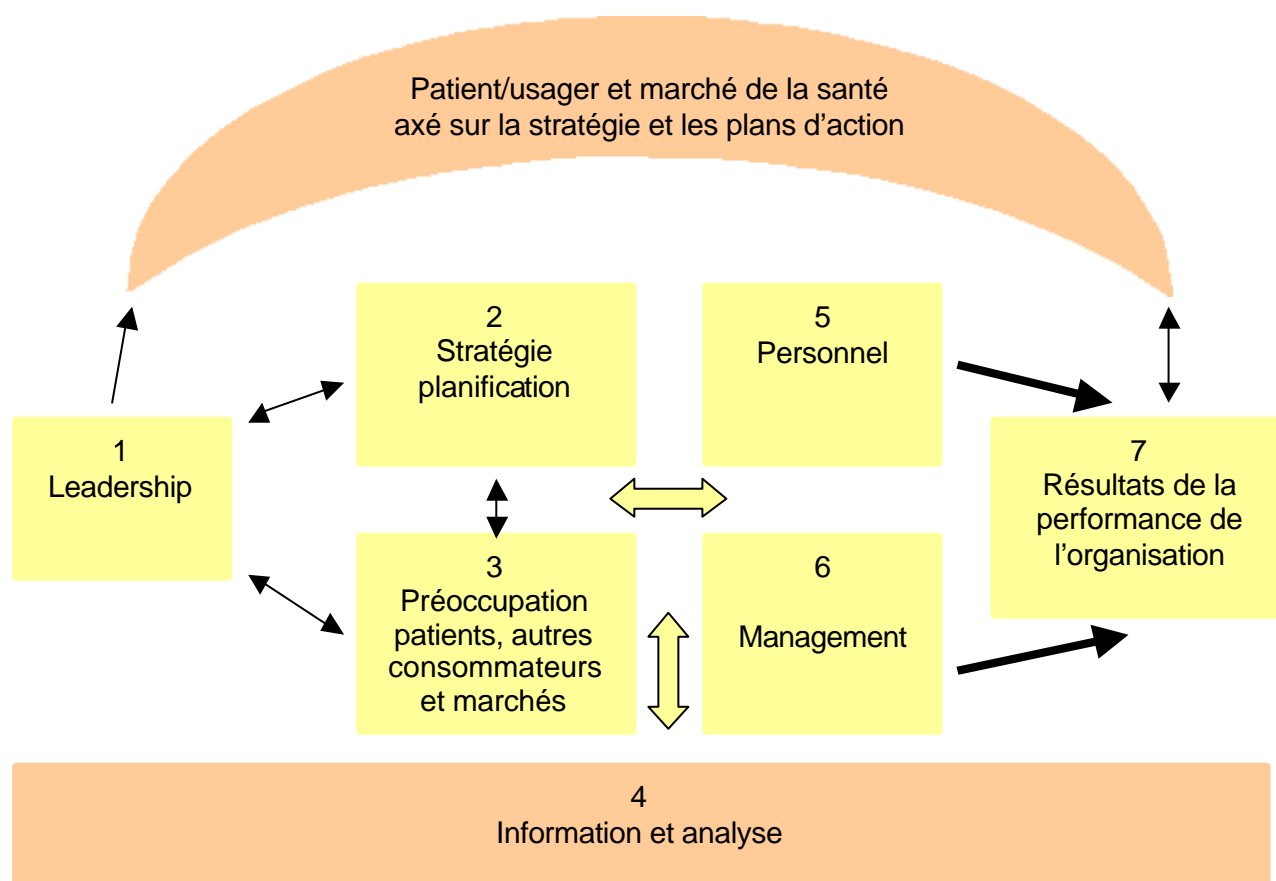 Patient/usager et marché de la santé
axé sur la stratégie et les plans d'action
2
Stratégie
planification
5
Personnel
1
Leadership
7
Résultats de la
performance de
l'organisation
3
Préoccupation
patients, autres
consommateurs
et marchés
6
Management
4
Information et analyse